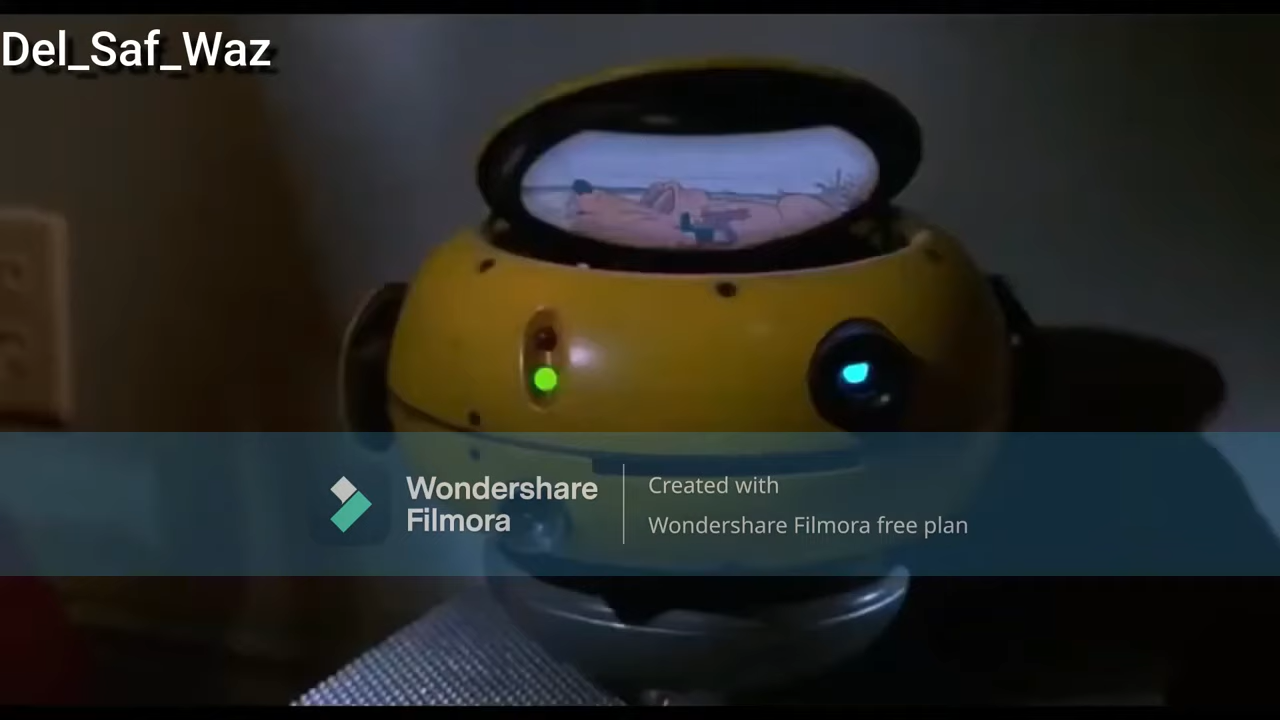 Del_Saf_Waz
Wondershare
Filmora
Created with
Wondershare Filmora free plan